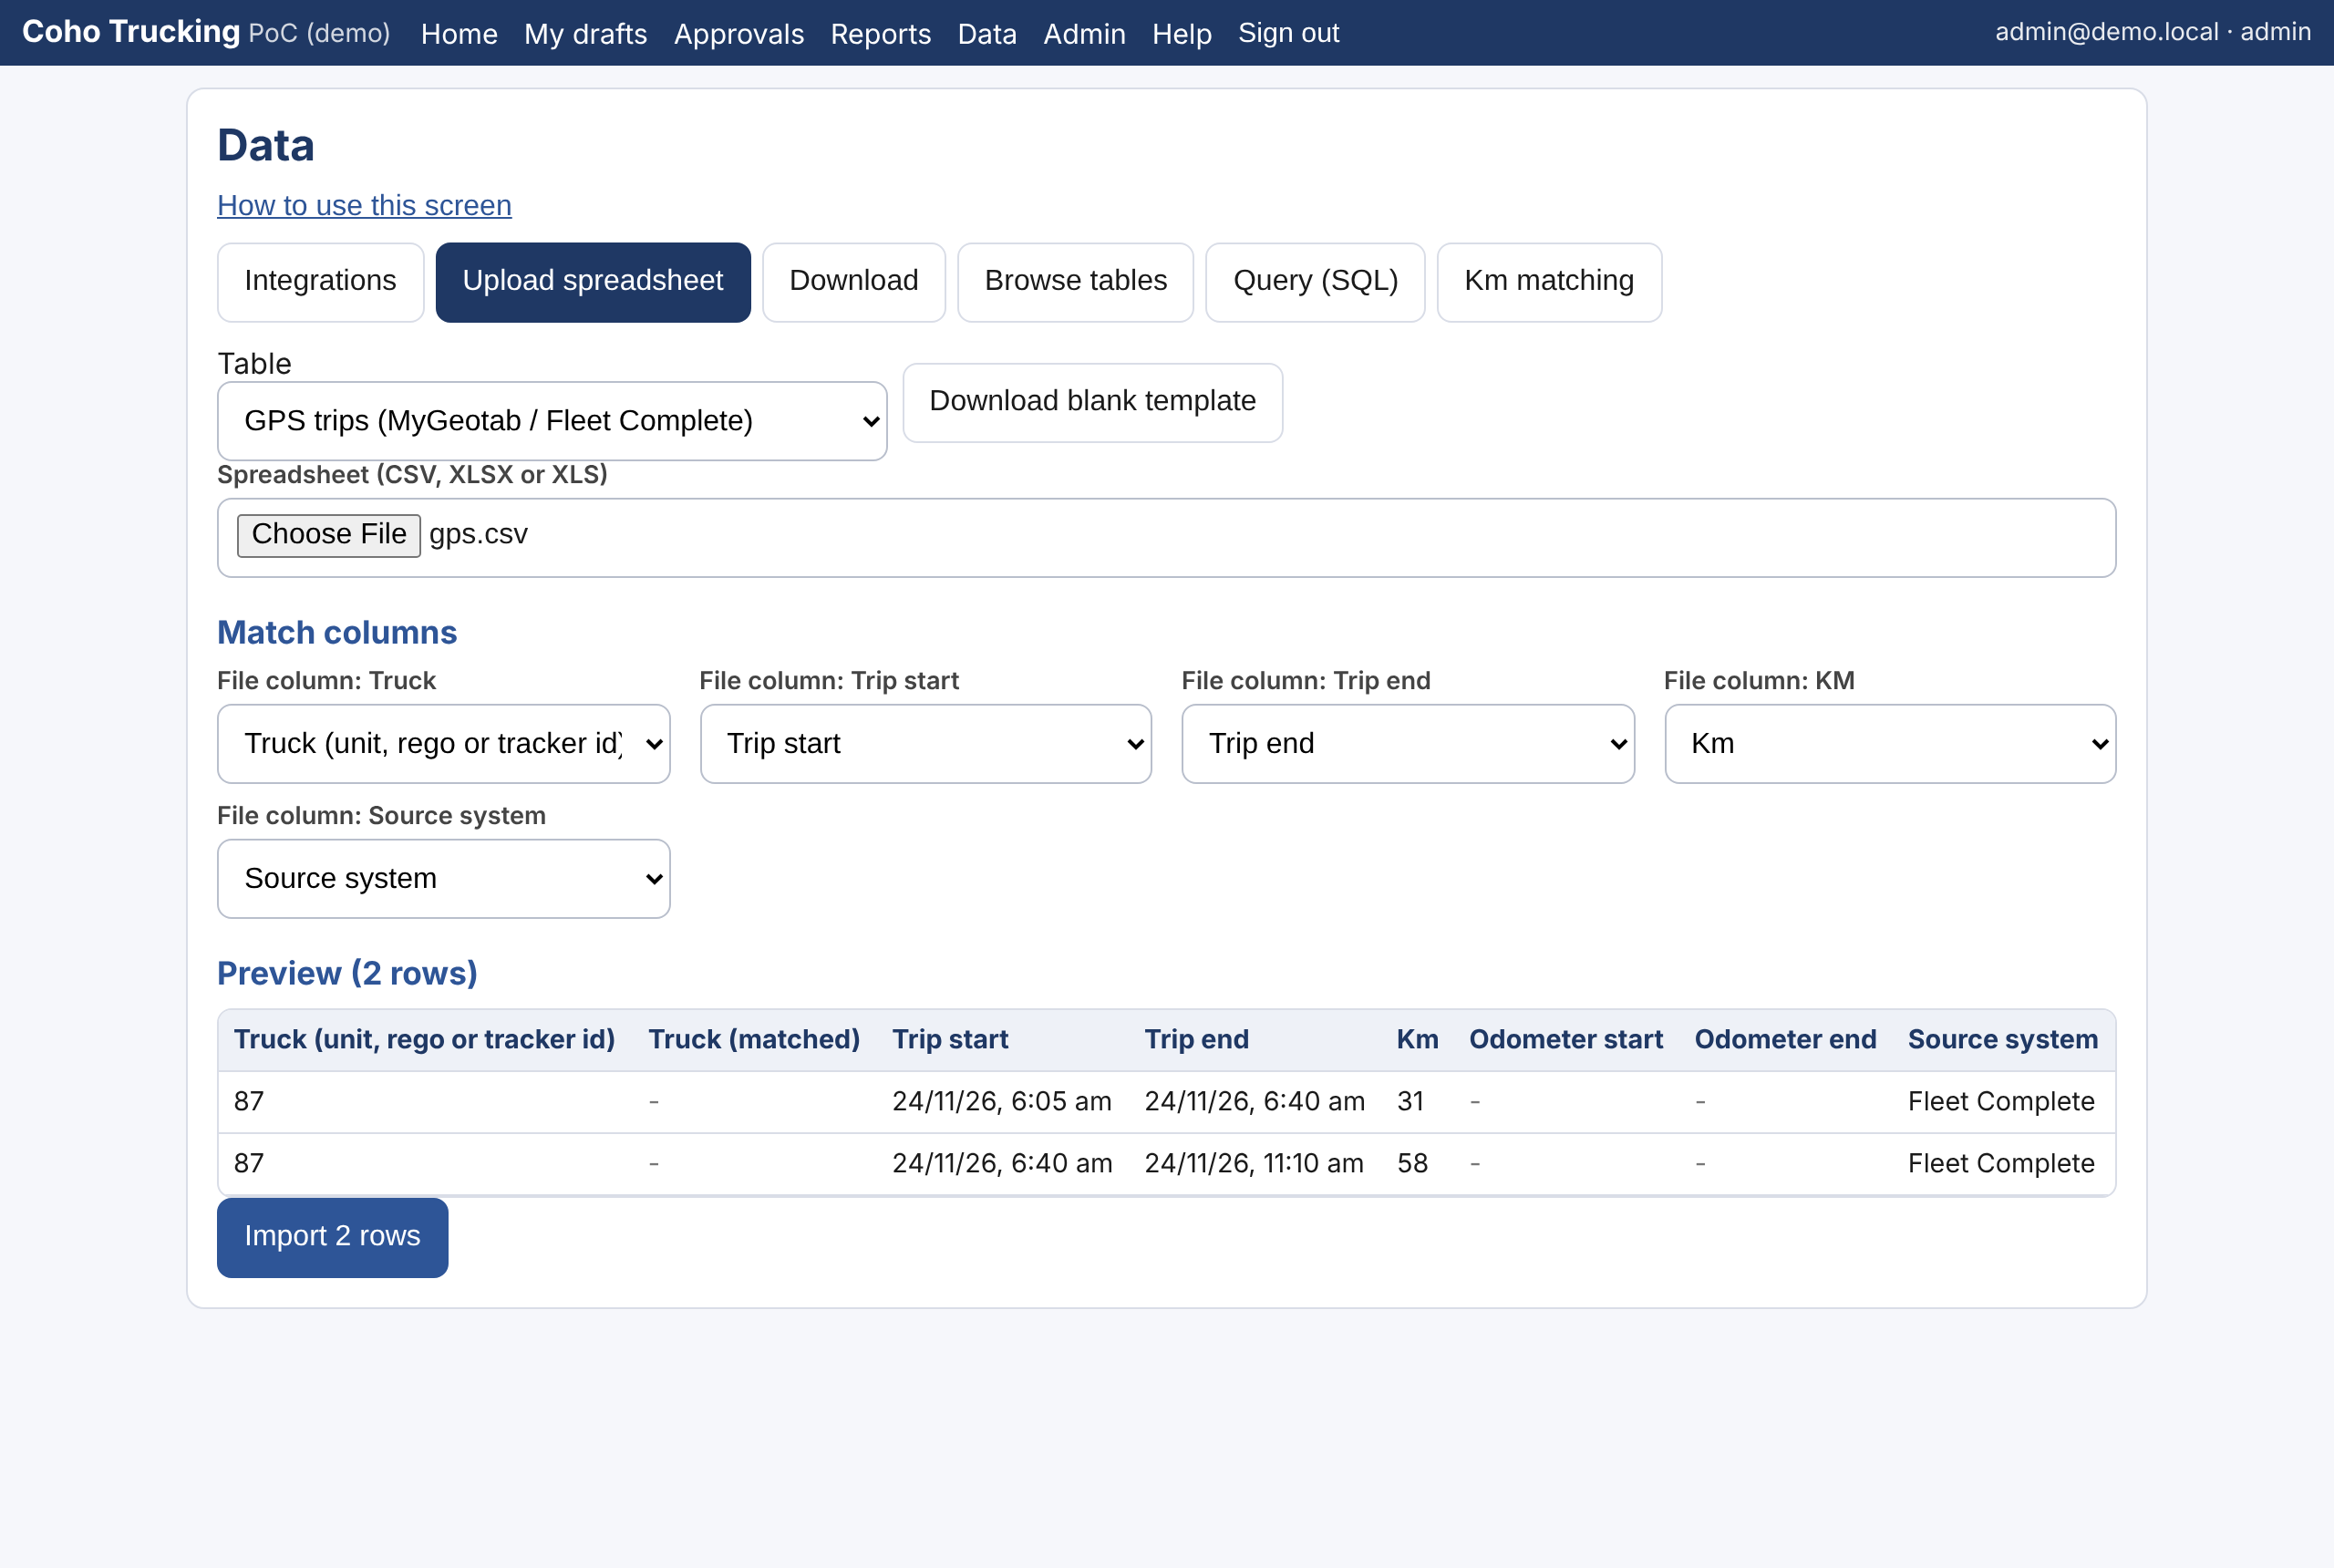 Coho Trucking PoC (demo) Home My drafts Approvals Reports Data Admin Help Sign out admin@demo.local · admin
Data
How to use this screen
Integrations Upload spreadsheet Download Browse tables Query (SQL) Km matching
Table
GPS trips (MyGeotab / Fleet Complete) Download blank template
Spreadsheet (CSV, XLSX or XLS)
Choose File gps.csv
Match columns
File column: Truck File column: Trip start File column: Trip end File column: KM
Truck (unit, rego or tracker id) Trip start Trip end Km
File column: Source system
Source system
Preview (2 rows)
Truck (unit, rego or tracker id) Truck (matched) Trip start Trip end Km Odometer start Odometer end Source system
87 - 24/11/26, 6:05 am 24/11/26, 6:40 am 31 - - Fleet Complete
87 - 24/11/26, 6:40 am 24/11/26, 11:10 am 58 - - Fleet Complete
Import 2 rows